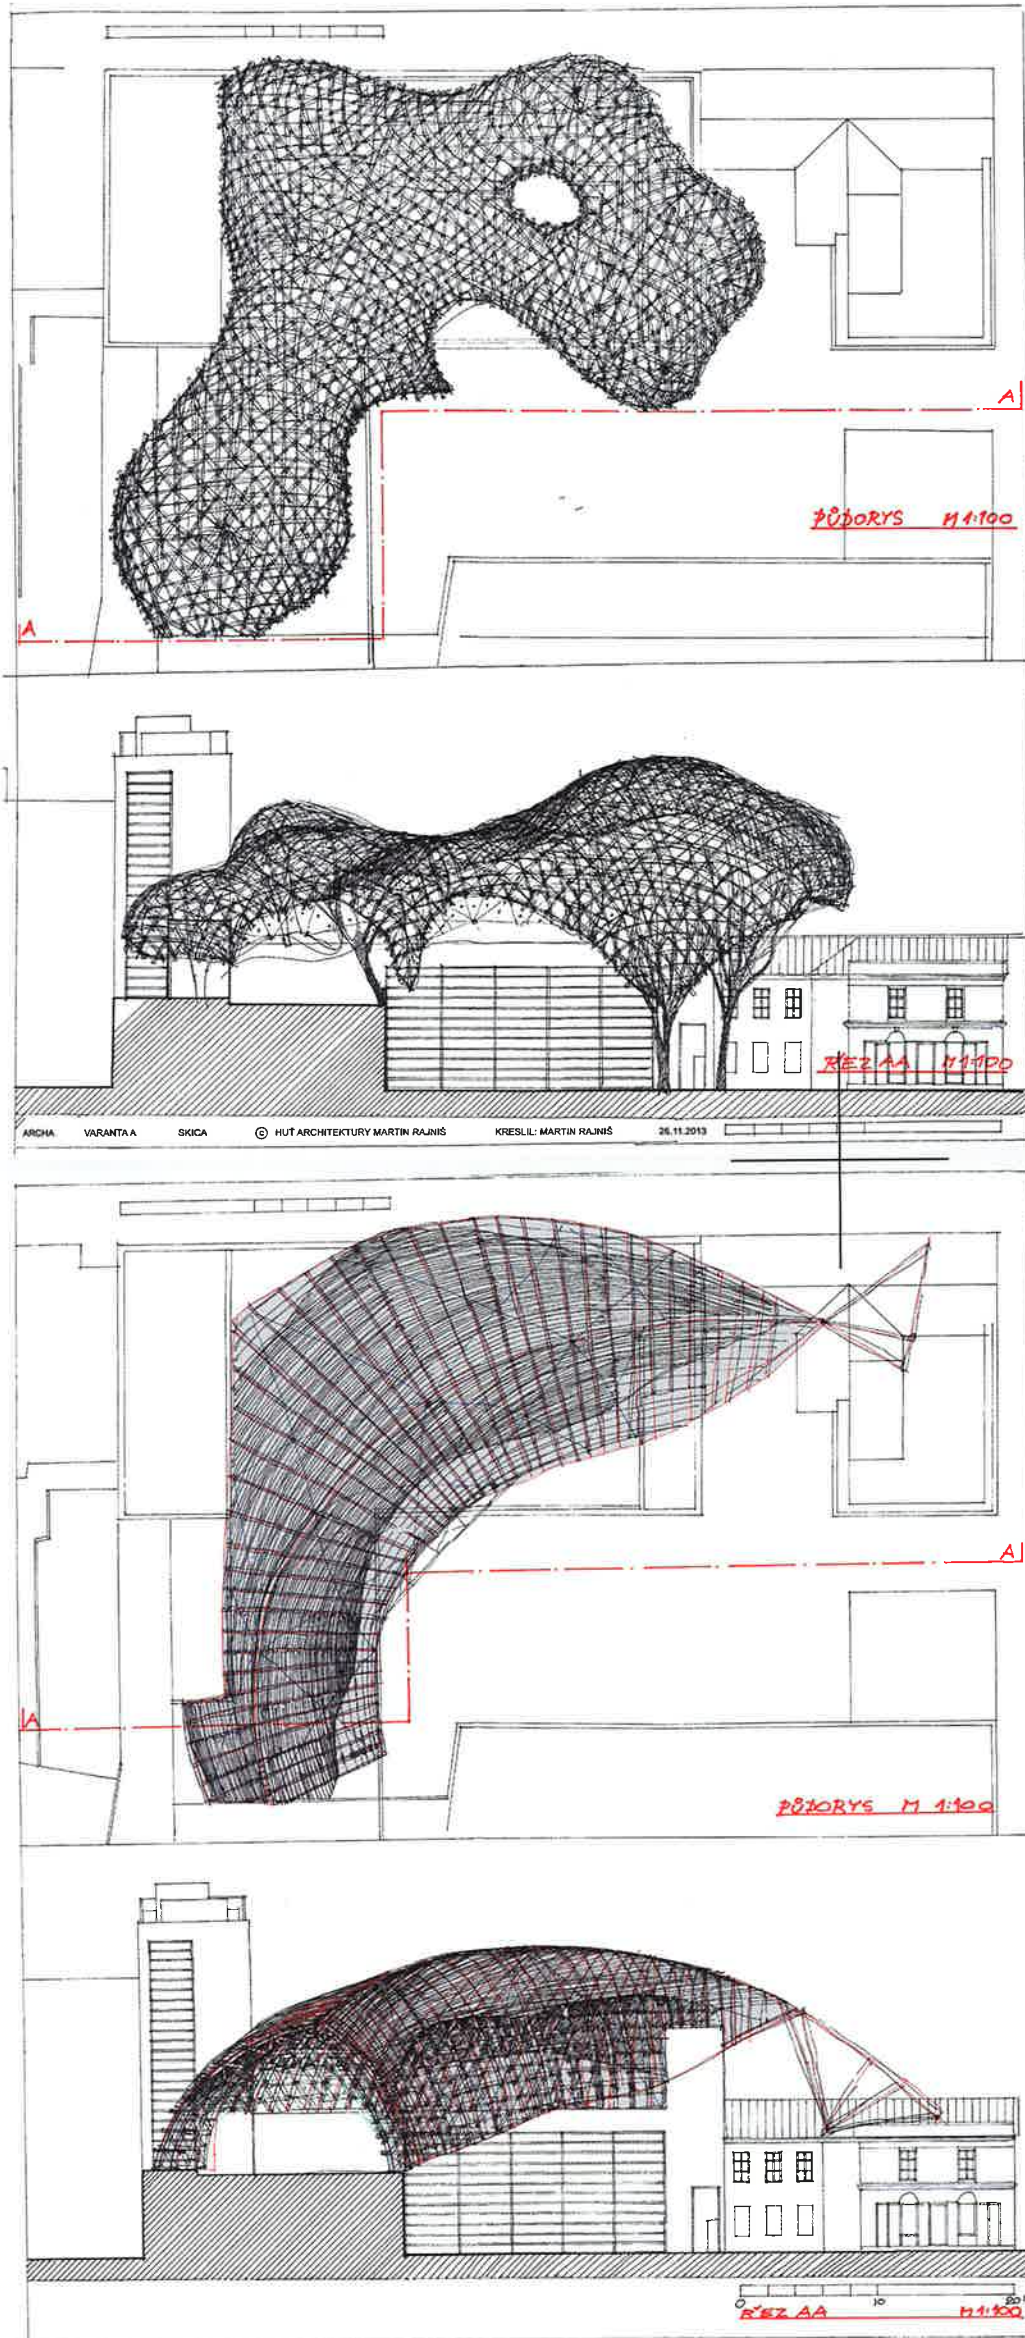 A
PŮDORYS M 1:100
A
ŘEZ AA M 1:100
ARCHA VARANTA A SKICA © HUŤ ARCHITEKTURY MARTIN RAJNIŠ KRESLIL: MARTIN RAJNIŠ 26.11.2013
A
A
PŮDORYS M 1:100
0 10 20
ŘEZ AA M 1:100